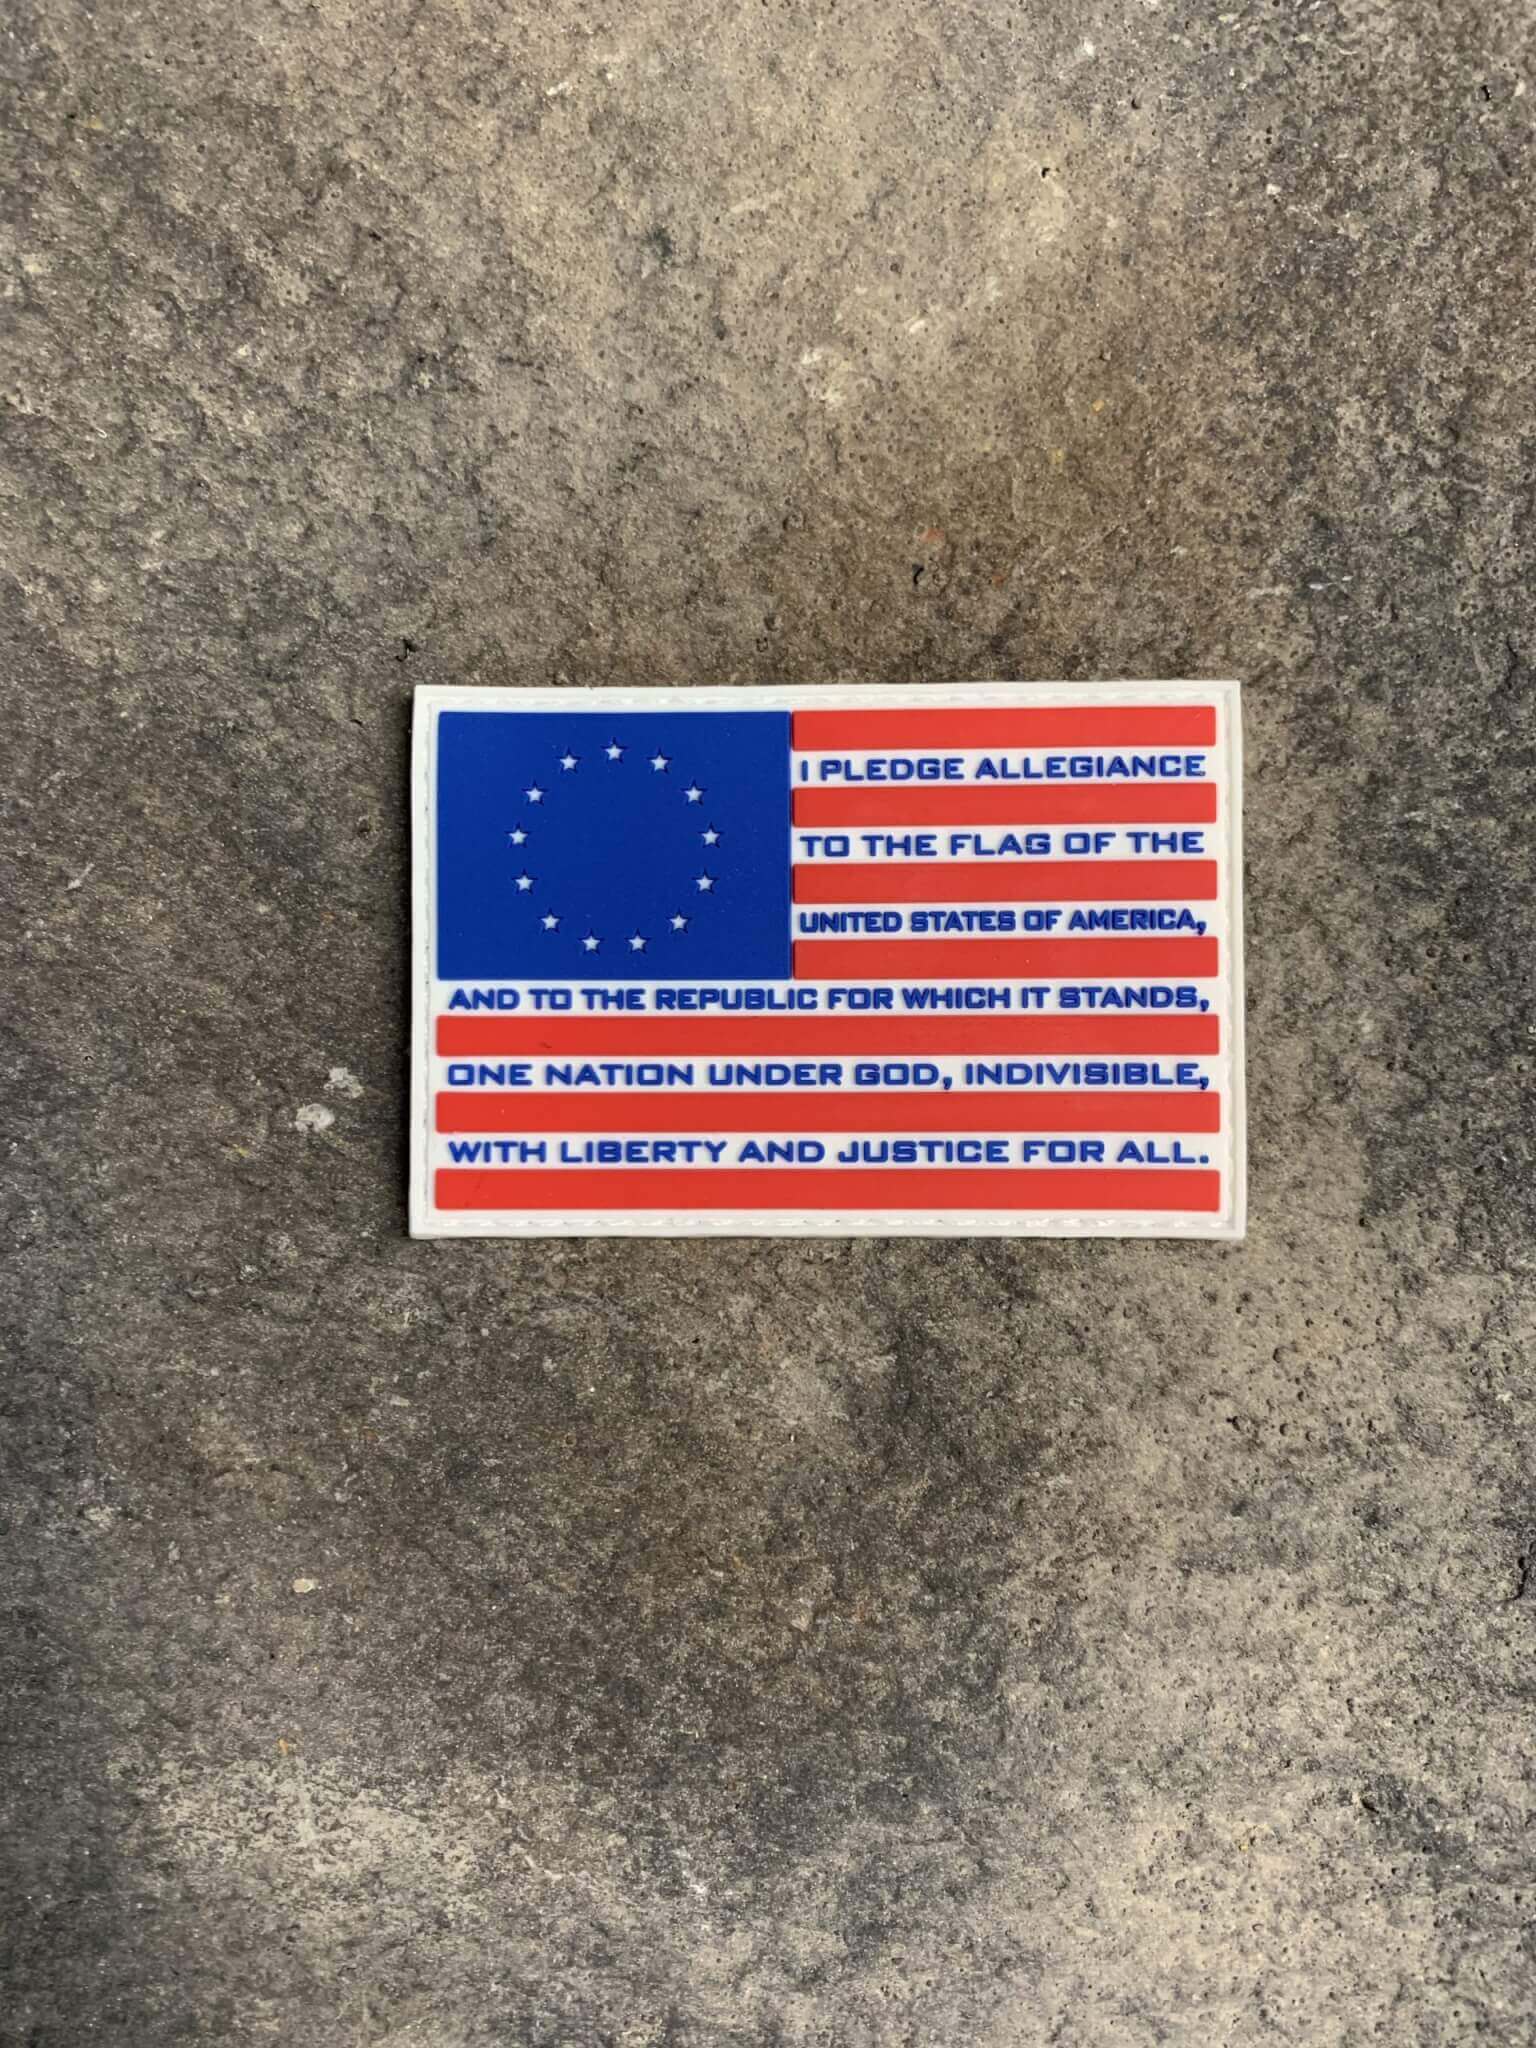 I PLEDGE ALLEGIANCE
TO THE FLAG OF THE
UNITED STATES OF AMERICA,
AND TO THE REPUBLIC FOR WHICH IT STANDS,
ONE NATION UNDER GOD, INDIVISIBLE,
WITH LIBERTY AND JUSTICE FOR ALL.